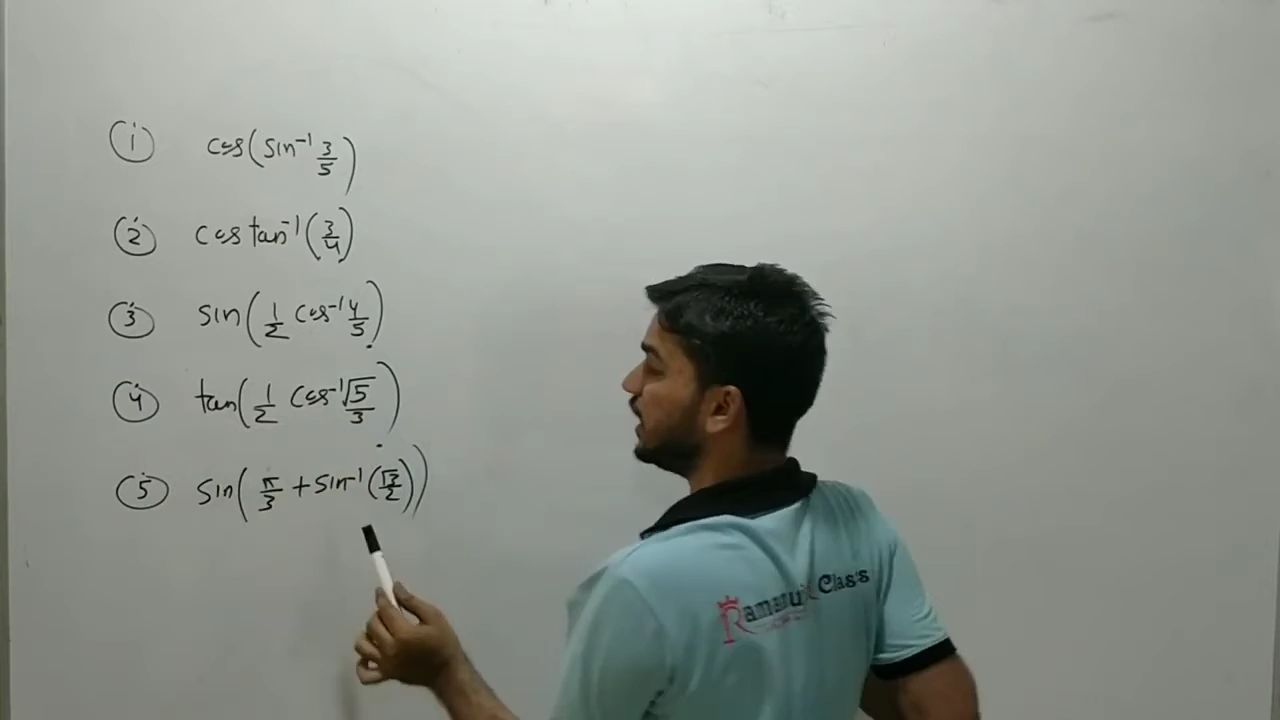 ① cos(sin⁻¹ 3/5)
② cos tan⁻¹(3/4)
③ sin(1/2 cos⁻¹ 4/5)
④ tan(1/2 cos⁻¹ √5/3)
⑤ sin(π/3 + sin⁻¹(√3/2))
Ramanuj Class